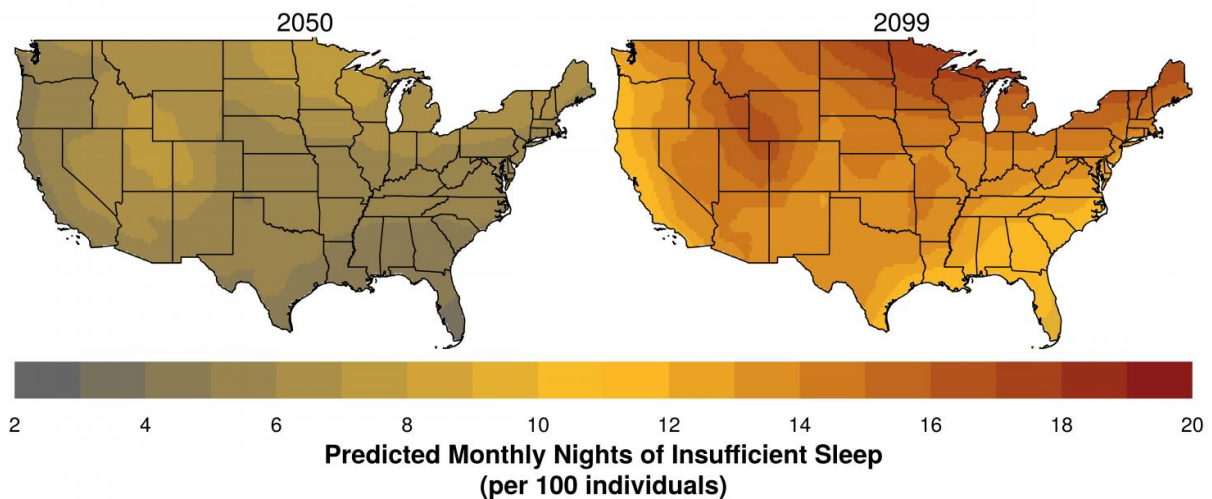 2050 2099
2 4 6 8 10 12 14 16 18 20
Predicted Monthly Nights of Insufficient Sleep
(per 100 individuals)